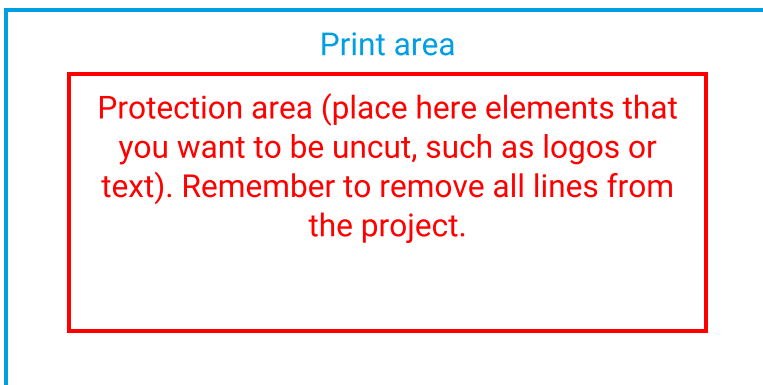 Print area
Protection area (place here elements that
you want to be uncut, such as logos or
text). Remember to remove all lines from
the project.